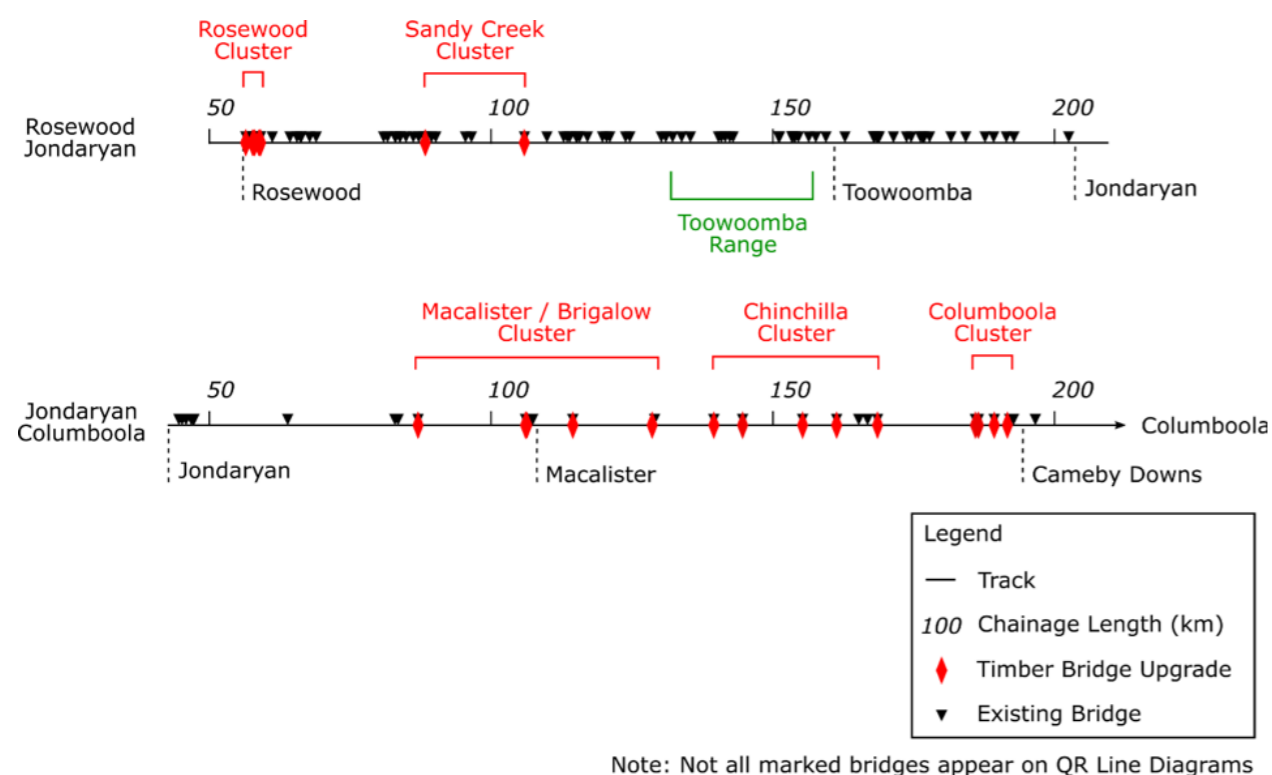 Rosewood
Cluster
Sandy Creek
Cluster
50
100
150
200
Rosewood
Jondaryan
Rosewood
Toowoomba
Jondaryan
Toowoomba
Range
Macalister / Brigalow
Cluster
Chinchilla
Cluster
Columboola
Cluster
50
100
150
200
Jondaryan
Columboola
Columboola
Jondaryan
Macalister
Cameby Downs
Legend
Track
100 Chainage Length (km)
Timber Bridge Upgrade
Existing Bridge
Note: Not all marked bridges appear on QR Line Diagrams